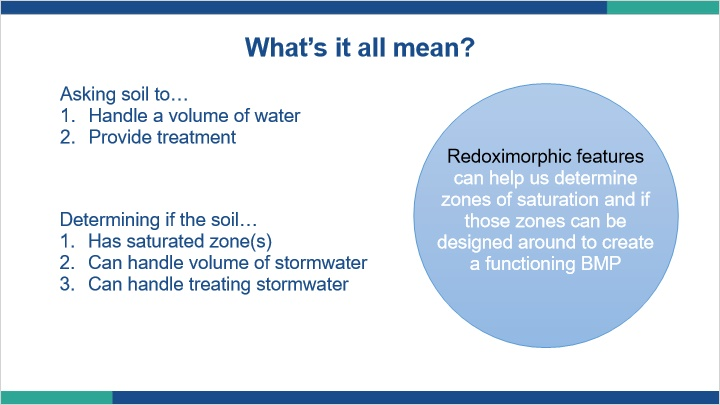 What's it all mean?
Asking soil to…
1. Handle a volume of water
2. Provide treatment
Determining if the soil…
1. Has saturated zone(s)
2. Can handle volume of stormwater
3. Can handle treating stormwater
Redoximorphic features
can help us determine
zones of saturation and if
those zones can be
designed around to create
a functioning BMP